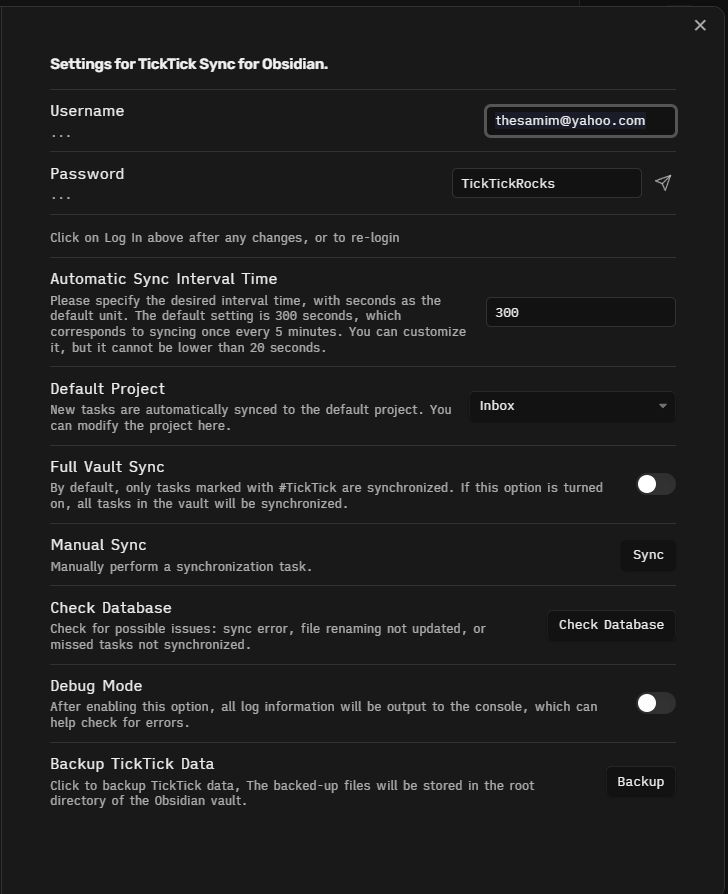 Settings for TickTick Sync for Obsidian.
Username
...
thesamim@yahoo.com
Password
...
TickTickRocks
Click on Log In above after any changes, or to re-login
Automatic Sync Interval Time
Please specify the desired interval time, with seconds as the
default unit. The default setting is 300 seconds, which
corresponds to syncing once every 5 minutes. You can customize
it, but it cannot be lower than 20 seconds.
300
Default Project
New tasks are automatically synced to the default project. You
can modify the project here.
Inbox
Full Vault Sync
By default, only tasks marked with #TickTick are synchronized. If this option is turned
on, all tasks in the vault will be synchronized.
Manual Sync
Manually perform a synchronization task.
Sync
Check Database
Check for possible issues: sync error, file renaming not updated, or
missed tasks not synchronized.
Check Database
Debug Mode
After enabling this option, all log information will be output to the console, which can
help check for errors.
Backup TickTick Data
Click to backup TickTick data, The backed-up files will be stored in the root
directory of the Obsidian vault.
Backup